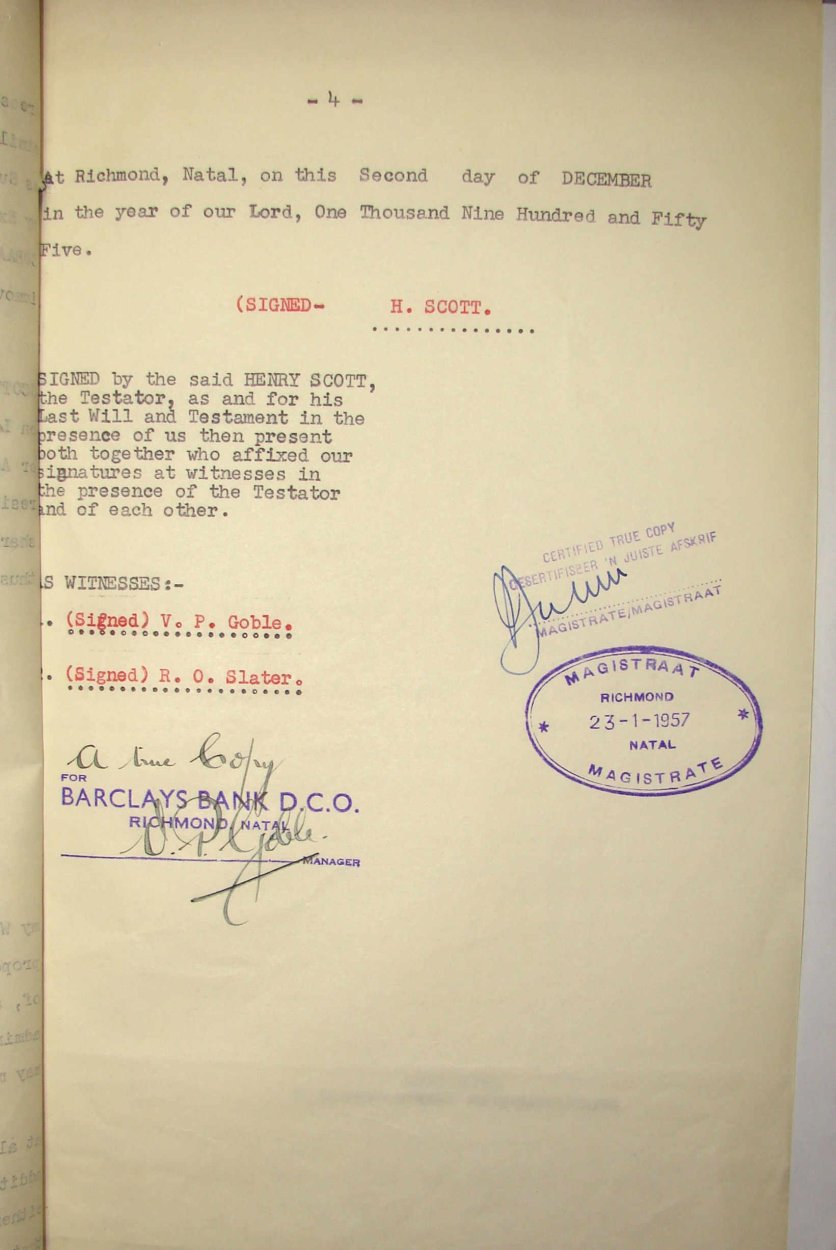 - 4 -
At Richmond, Natal, on this Second day of DECEMBER
in the year of our Lord, One Thousand Nine Hundred and Fifty
Five.
(SIGNED- H. SCOTT.
SIGNED by the said HENRY SCOTT,
the Testator, as and for his
Last Will and Testament in the
presence of us then present
both together who affixed our
signatures at witnesses in
the presence of the Testator
and of each other.
AS WITNESSES:-
1. (Signed) V. P. Goble.
2. (Signed) R. O. Slater.
CERTIFIED TRUE COPY
GESERTIFISEER 'N JUISTE AFSKRIF
MAGISTRATE/MAGISTRAAT
MAGISTRAAT
RICHMOND
23-1-1957
NATAL
MAGISTRATE
A true Copy
FOR
BARCLAYS BANK D.C.O.
RICHMOND, NATAL
V. P. Goble.
MANAGER